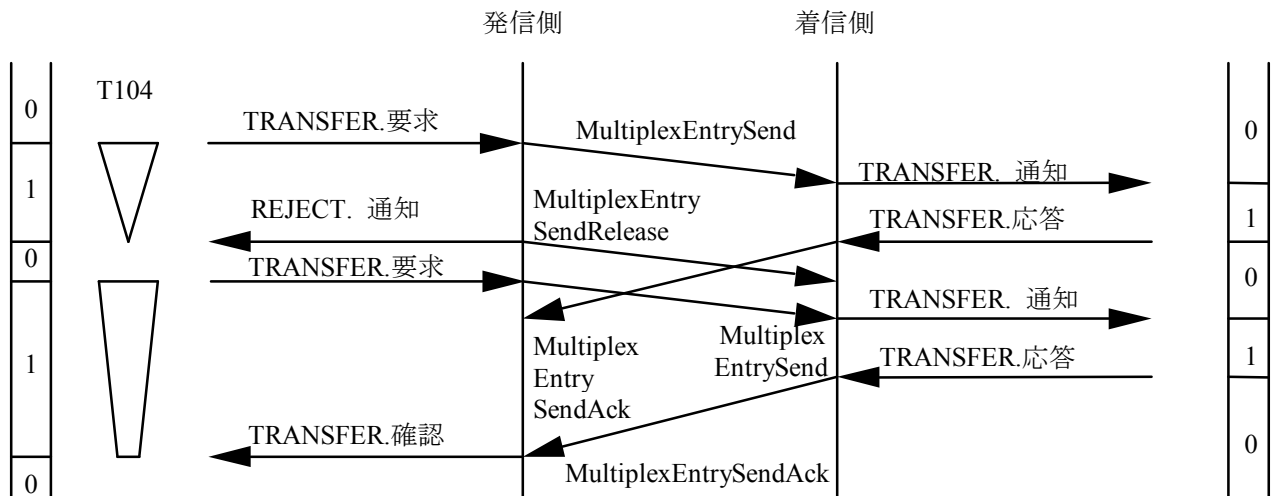 発信側
着信側
T104
0
TRANSFER.要求
MultiplexEntrySend
0
TRANSFER. 通知
1
REJECT. 通知
MultiplexEntry
SendRelease
TRANSFER.応答
1
0
TRANSFER.要求
0
TRANSFER. 通知
1
Multiplex
Entry
SendAck
Multiplex
EntrySend
TRANSFER.応答
1
TRANSFER.確認
0
MultiplexEntrySendAck
0